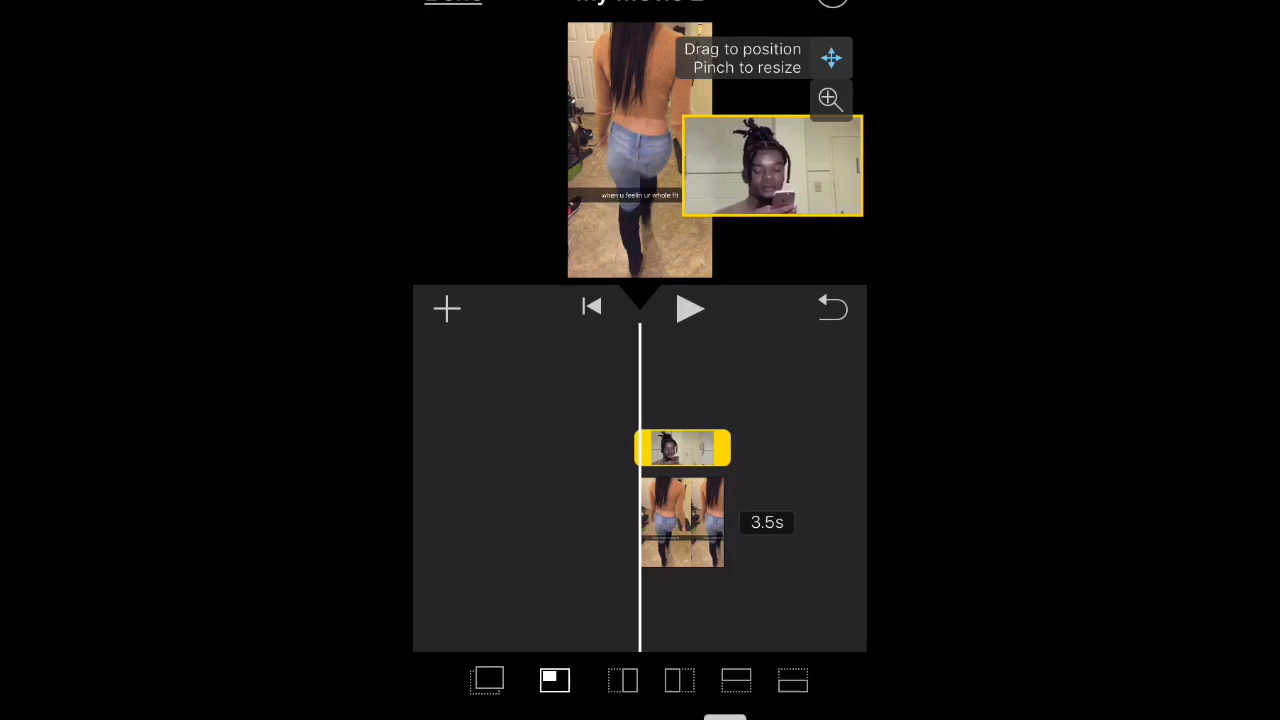 Drag to position
Pinch to resize
when u feelin ur whole fit
3.5s